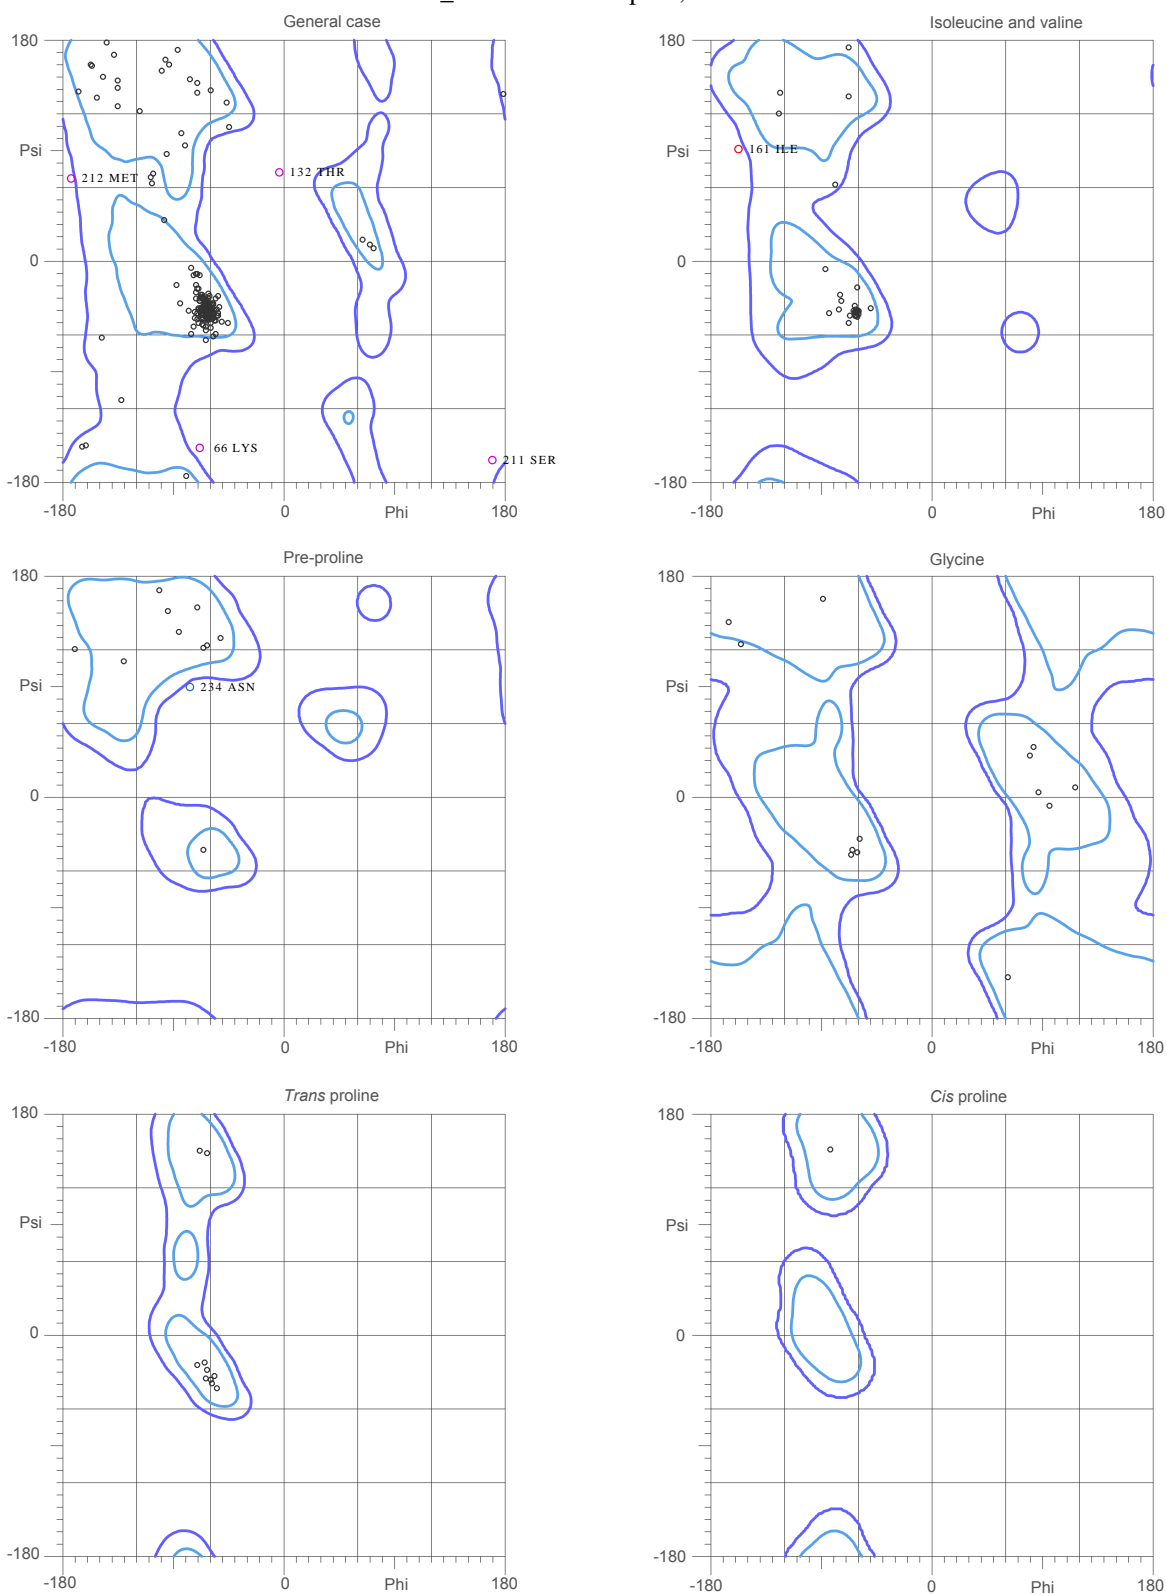 General case
180
Psi
0
-180
-180
0
Phi
180
212 MET
132 THR
66 LYS
211 SER
Isoleucine and valine
180
Psi
0
-180
-180
0
Phi
180
161 ILE
Pre-proline
180
Psi
0
-180
-180
0
Phi
180
234 ASN
Glycine
180
Psi
0
-180
-180
0
Phi
180
Trans proline
180
Psi
0
-180
-180
0
Phi
180
Cis proline
180
Psi
0
-180
-180
0
Phi
180